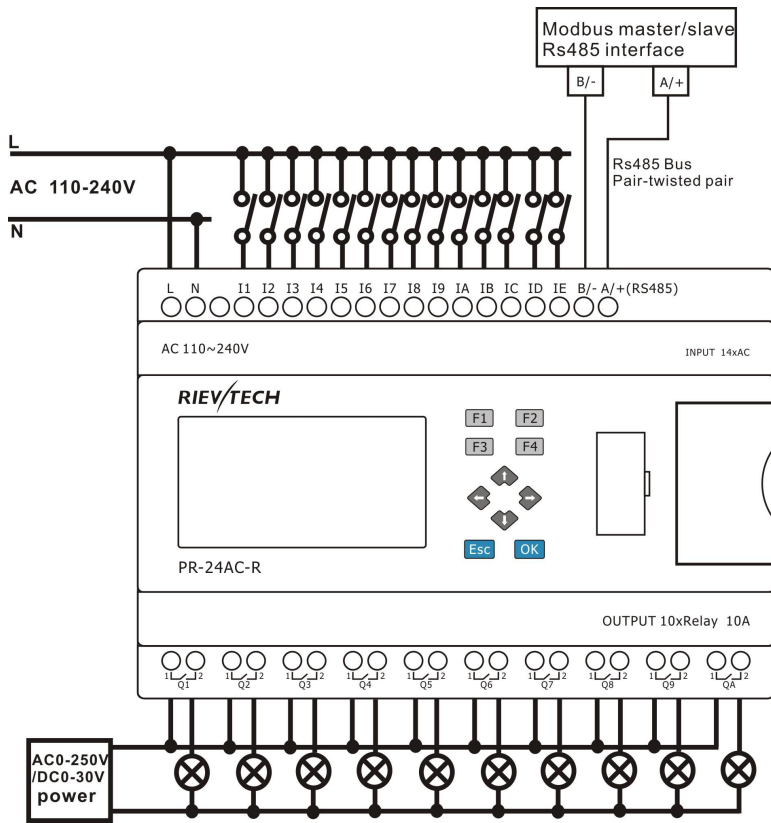 Modbus master/slave
Rs485 interface
B/- A/+
L
AC 110-240V
N
Rs485 Bus
Pair-twisted pair
L N I1 I2 I3 I4 I5 I6 I7 I8 I9 IA IB IC ID IE B/- A/+(RS485)
AC 110~240V
INPUT 14xAC
RIEVTECH
F1 F2
F3 F4
Esc OK
PR-24AC-R
OUTPUT 10xRelay 10A
1 2 1 2 1 2 1 2 1 2 1 2 1 2 1 2 1 2 1 2
Q1 Q2 Q3 Q4 Q5 Q6 Q7 Q8 Q9 QA
AC0-250V
/DC0-30V
power